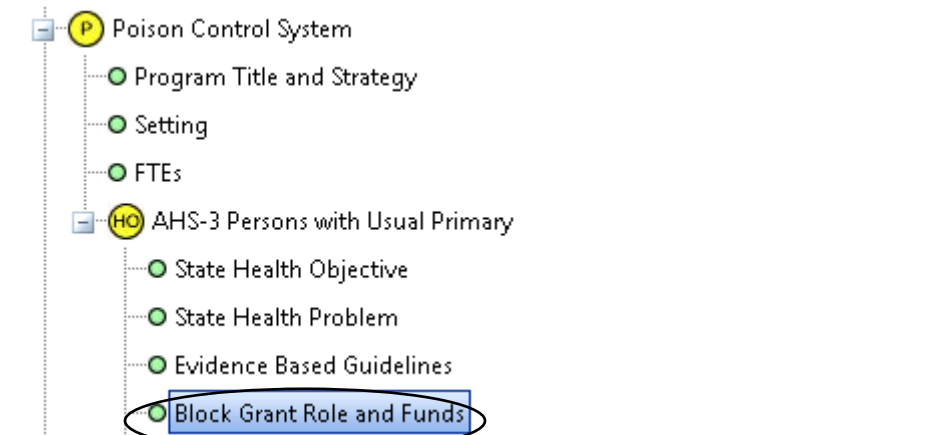 P Poison Control System
Program Title and Strategy
Setting
FTEs
HO AHS-3 Persons with Usual Primary
State Health Objective
State Health Problem
Evidence Based Guidelines
Block Grant Role and Funds